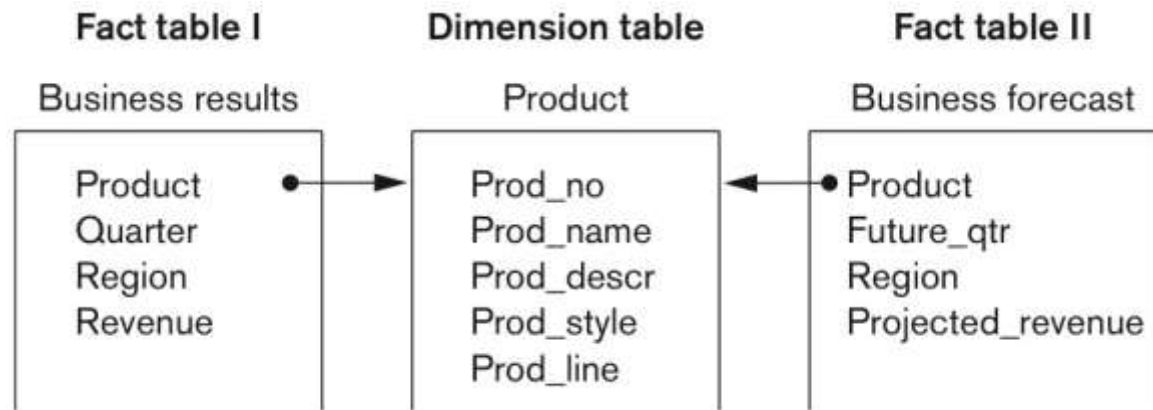 Fact table I
Business results
Product
Quarter
Region
Revenue
Dimension table
Product
Prod_no
Prod_name
Prod_descr
Prod_style
Prod_line
Fact table II
Business forecast
Product
Future_qtr
Region
Projected_revenue